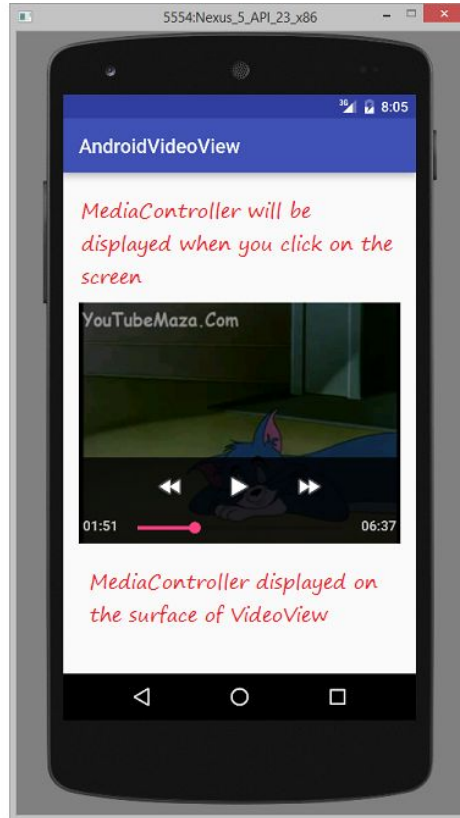 5554:Nexus_5_API_23_x86
3G 8:05
AndroidVideoView
MediaController will be
displayed when you click on the
screen
YouTubeMaza.Com
01:51 06:37
MediaController displayed on
the surface of VideoView